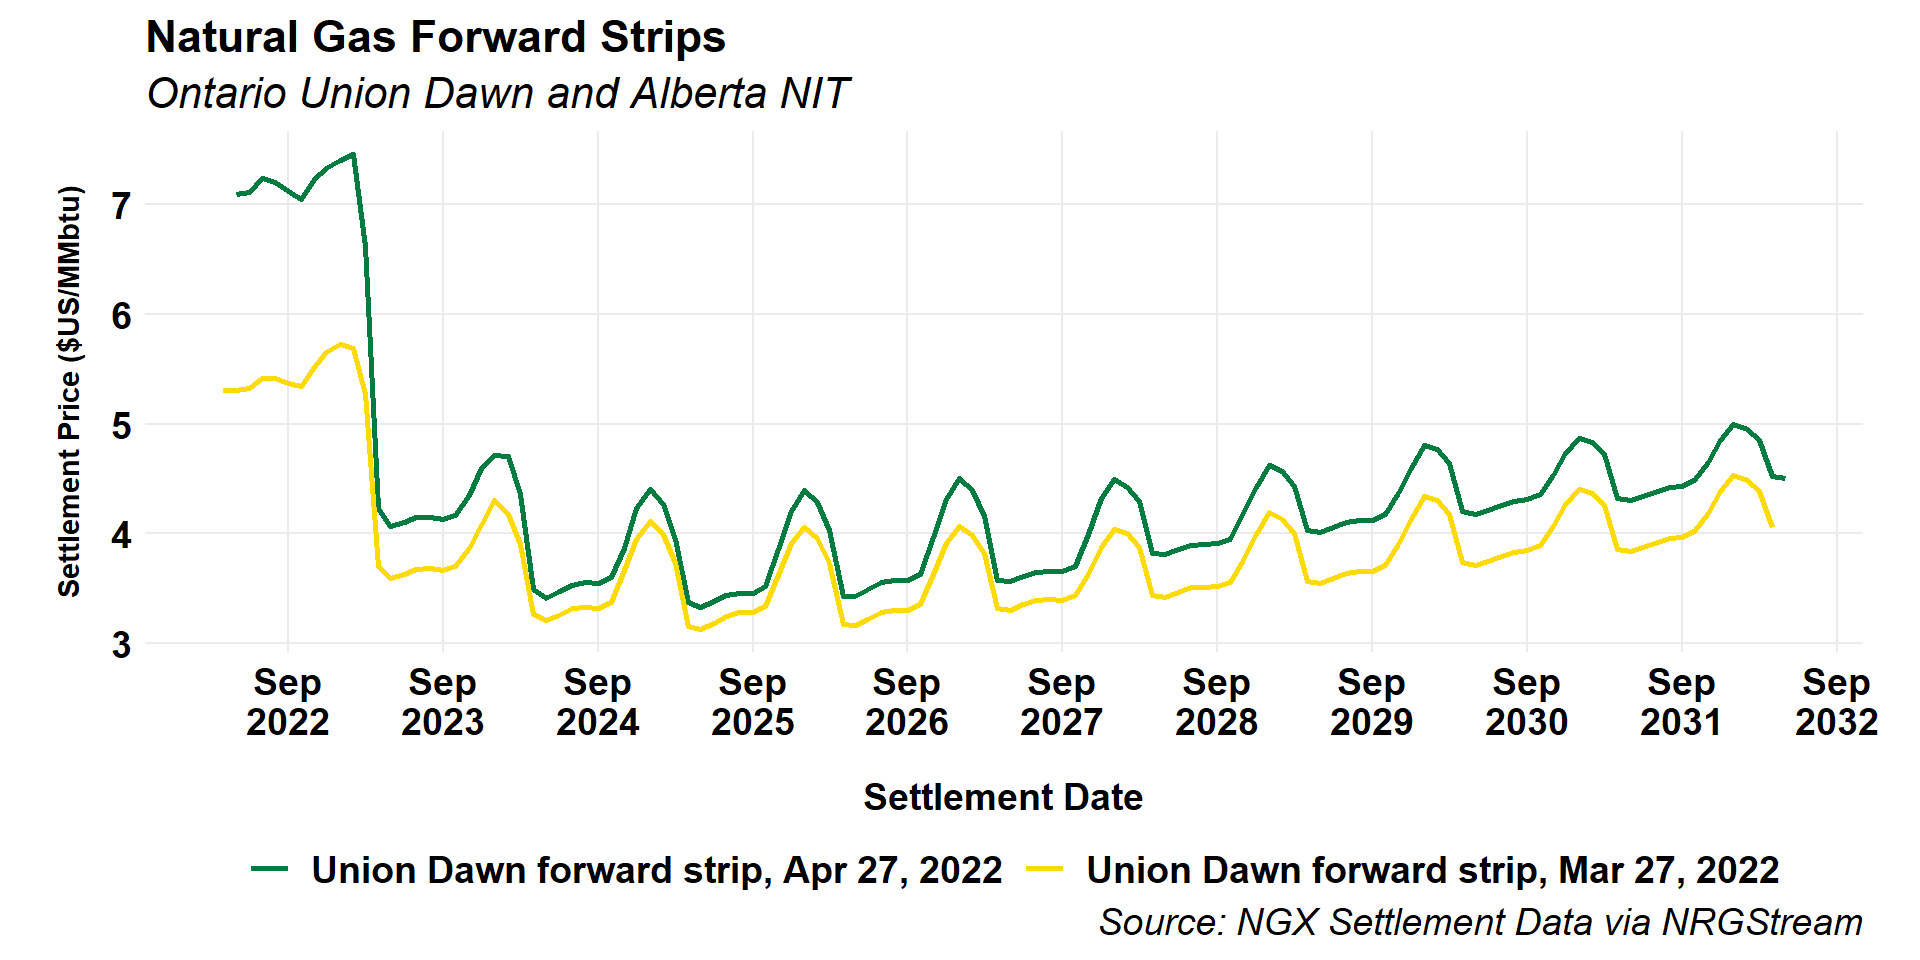 Natural Gas Forward Strips
Ontario Union Dawn and Alberta NIT
Settlement Price ($US/MMbtu)
7
6
5
4
3
Sep 2022
Sep 2023
Sep 2024
Sep 2025
Sep 2026
Sep 2027
Sep 2028
Sep 2029
Sep 2030
Sep 2031
Sep 2032
Settlement Date
Union Dawn forward strip, Apr 27, 2022
Union Dawn forward strip, Mar 27, 2022
Source: NGX Settlement Data via NRGStream